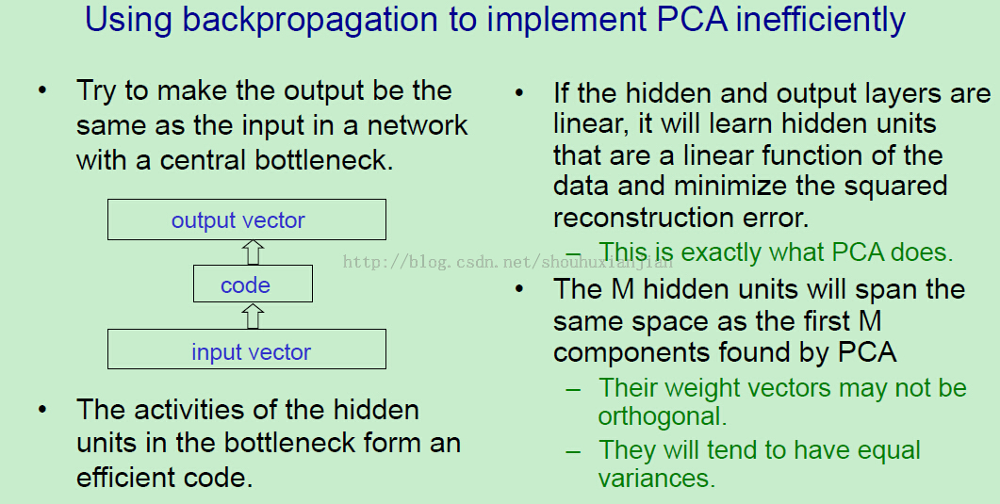 Using backpropagation to implement PCA inefficiently
• Try to make the output be the
same as the input in a network
with a central bottleneck.
output vector
code
input vector
• The activities of the hidden
units in the bottleneck form an
efficient code.
• If the hidden and output layers are
linear, it will learn hidden units
that are a linear function of the
data and minimize the squared
reconstruction error.
– This is exactly what PCA does.
http://blog.csdn.net/shouhuxianjian
• The M hidden units will span the
same space as the first M
components found by PCA
– Their weight vectors may not be
orthogonal.
– They will tend to have equal
variances.